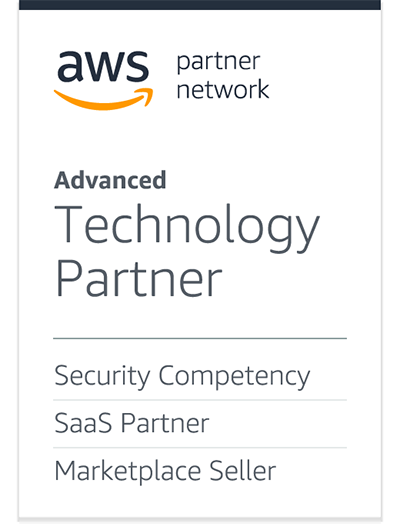 aws partner
network
Advanced
Technology
Partner
Security Competency
SaaS Partner
Marketplace Seller